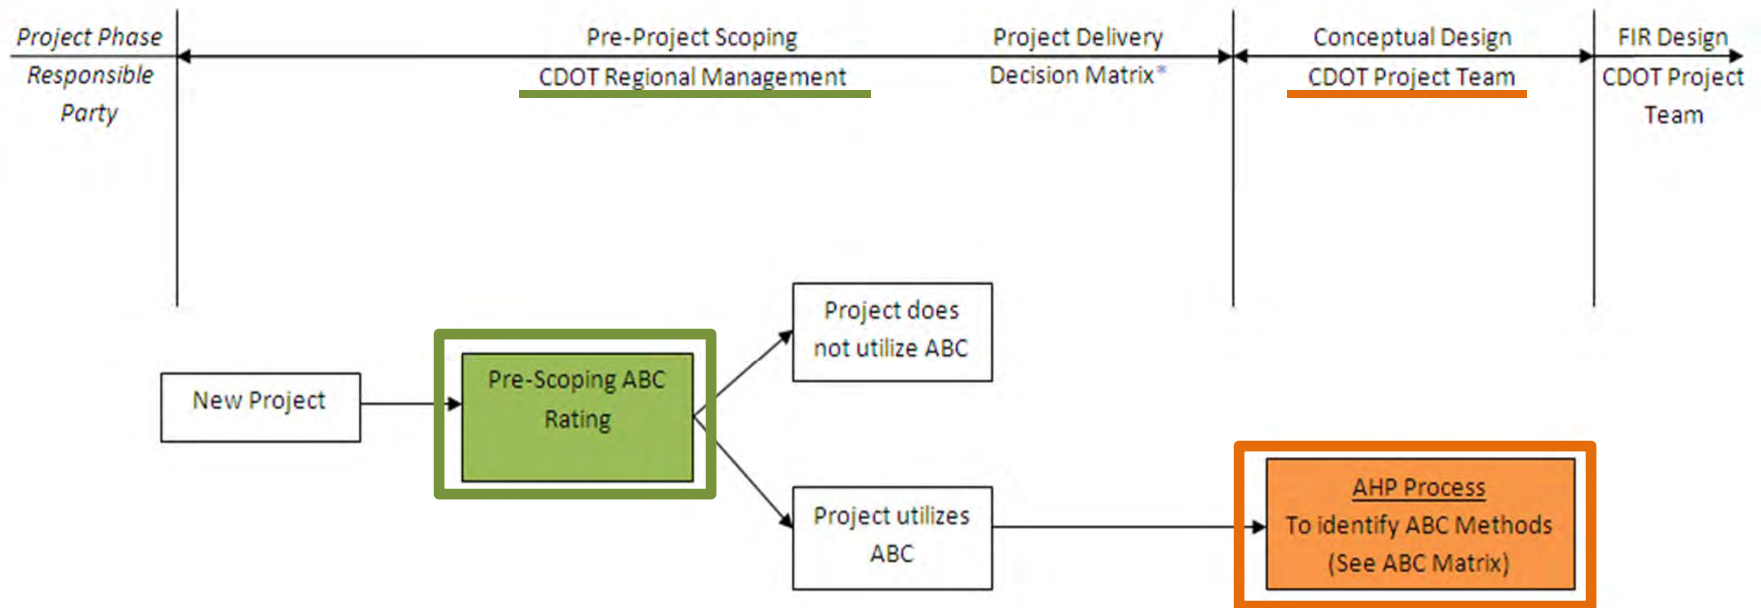 Project Phase
Responsible
Party
Pre-Project Scoping
CDOT Regional Management
Project Delivery
Decision Matrix*
Conceptual Design
CDOT Project Team
FIR Design
CDOT Project
Team
New Project
Pre-Scoping ABC
Rating
Project does
not utilize ABC
Project utilizes
ABC
AHP Process
To identify ABC Methods
(See ABC Matrix)